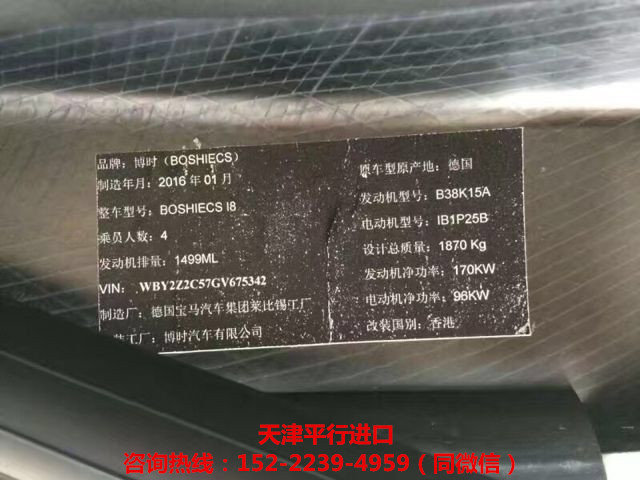 品牌：博时（BOSHIECS）
制造年月：2016 年 01 月
整车型号：BOSHIECS I8
乘员人数：4
发动机排量：1499ML
VIN： WBY2Z2C57GV675342
制造厂：德国宝马汽车集团莱比锡工厂
装工厂：博时汽车有限公司
原车型原产地：德国
发动机型号：B38K15A
电动机型号：IB1P25B
设计总质量：1870 Kg
发动机净功率：170KW
电动机净功率：96KW
改装国别：香港
天津平行进口
咨询热线：152-2239-4959（同微信）